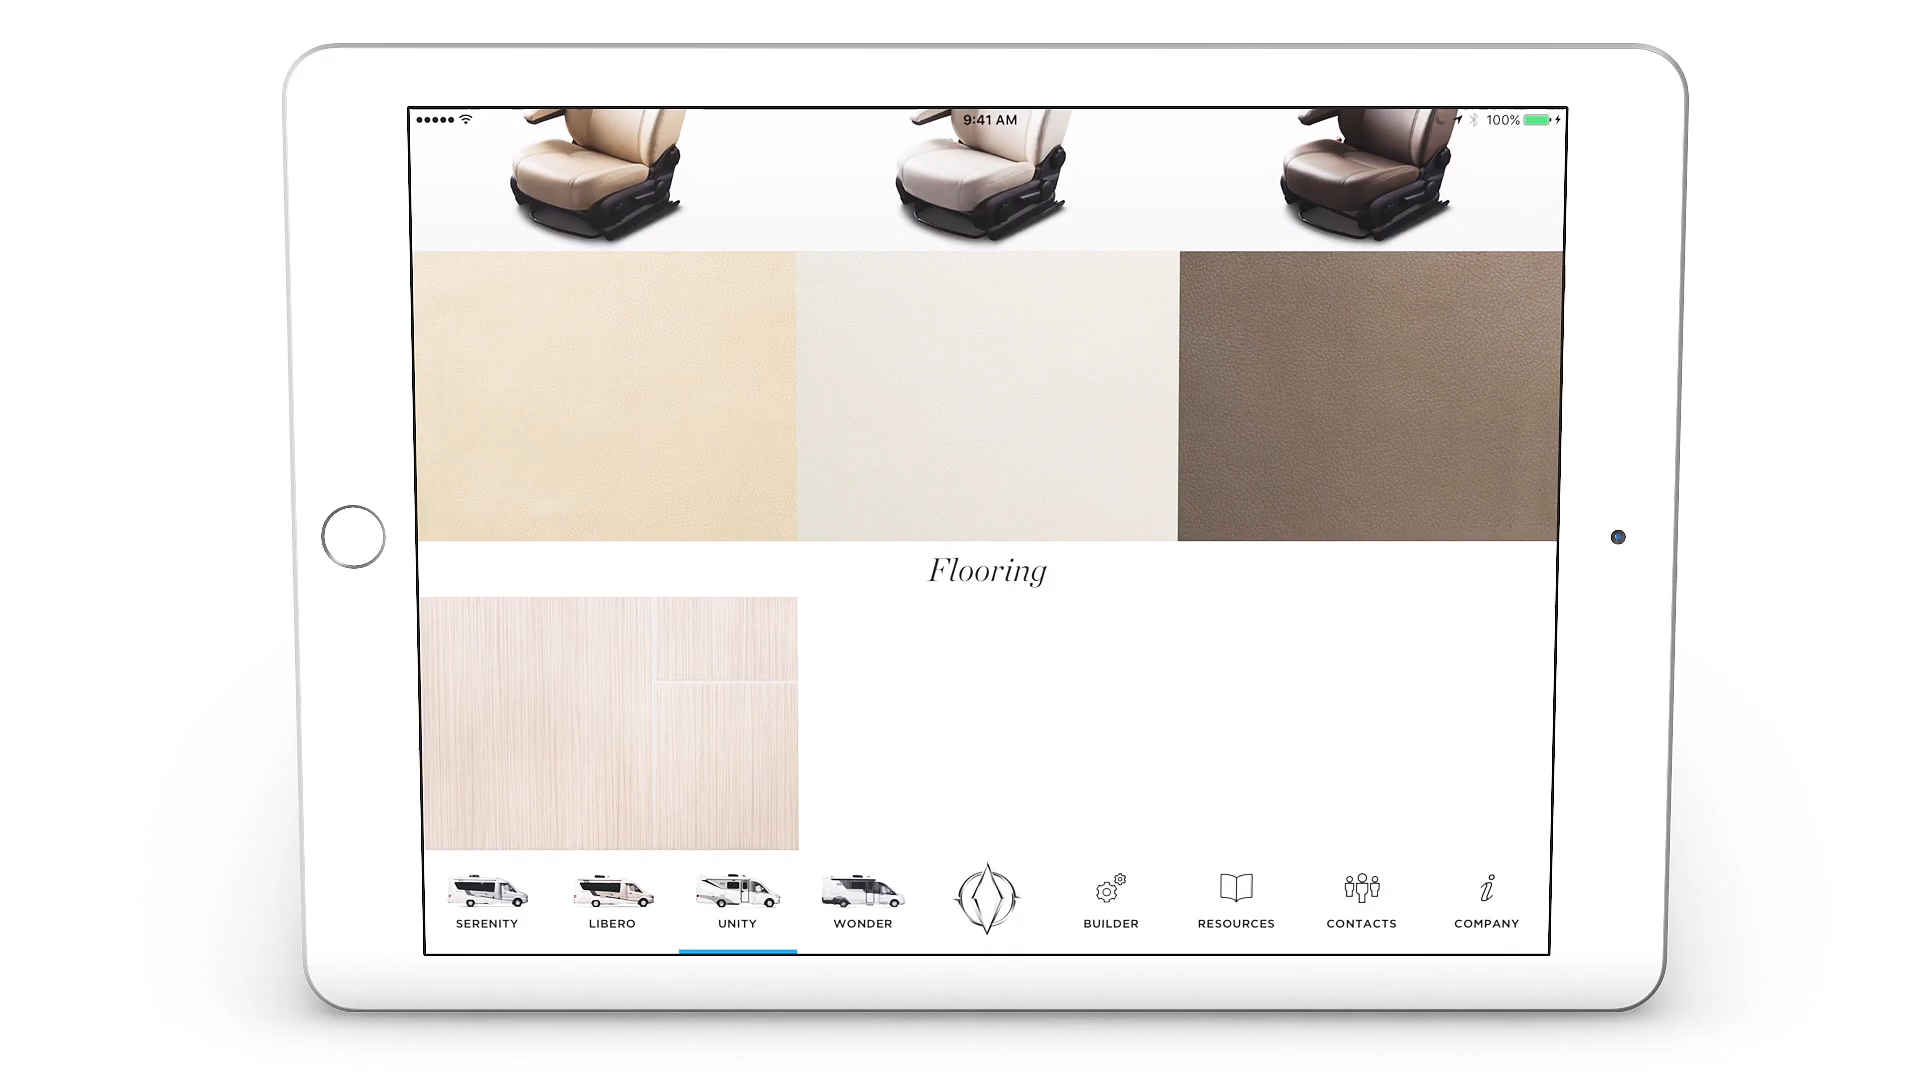 9:41 AM
100%
Flooring
SERENITY
LIBERO
UNITY
WONDER
BUILDER
RESOURCES
CONTACTS
COMPANY